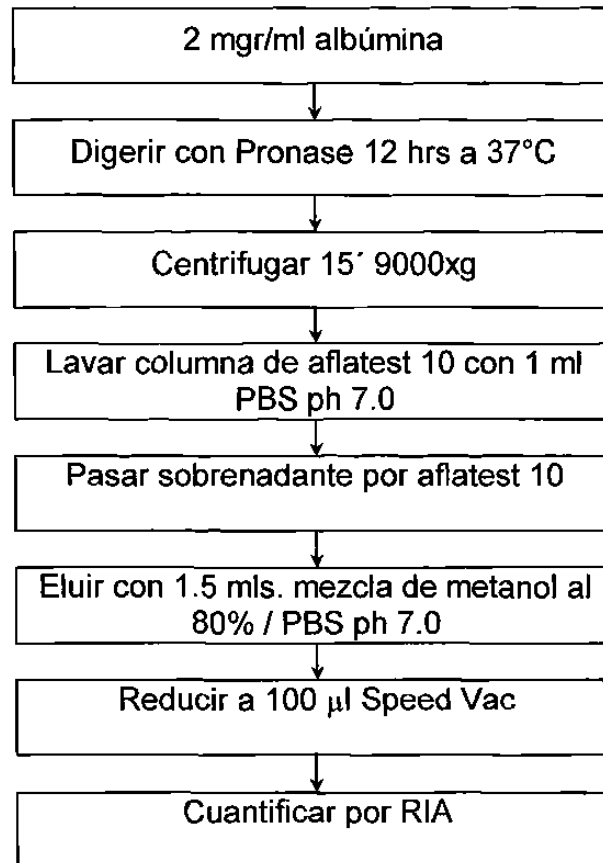 2 mgr/ml albúmina
Digerir con Pronase 12 hrs a 37°C
Centrifugar 15´ 9000xg
Lavar columna de aflatest 10 con 1 ml
PBS ph 7.0
Pasar sobrenadante por aflatest 10
Eluir con 1.5 mls. mezcla de metanol al
80% / PBS ph 7.0
Reducir a 100 μl Speed Vac
Cuantificar por RIA